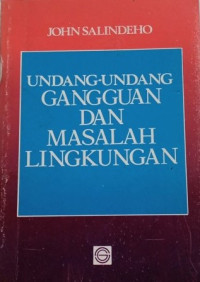 JOHN SALINDEHO
UNDANG-UNDANG
GANGGUAN
DAN
MASALAH
LINGKUNGAN